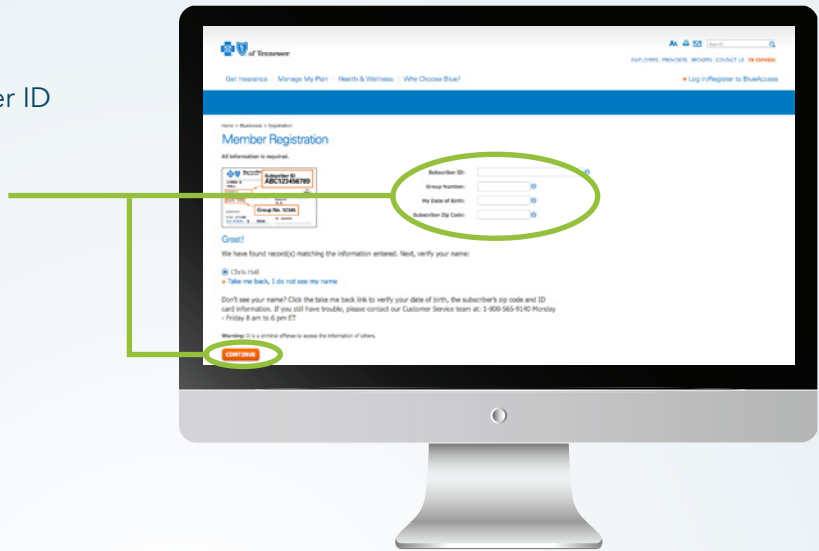 er ID
of Tennessee
Search
EMPLOYERS PROVIDERS BROKERS CONTACT US EN ESPAÑOL
Get Insurance Manage My Plan Health & Wellness Why Choose Blue?
Log In/Register to BlueAccess
Home > BlueAccess > Registration
Member Registration
All information is required.
Subscriber ID
ABC123456789
Group No. 12345
Subscriber ID:
Group Number:
My Date of Birth:
Subscriber Zip Code:
Great!
We have found record(s) matching the information entered. Next, verify your name:
Chris Hall
Take me back, I do not see my name
Don't see your name? Click the take me back link to verify your date of birth, the subscriber's zip code and ID
card information. If you still have trouble, please contact our Customer Service team at: 1-800-565-9140 Monday
- Friday 8 am to 6 pm ET
Warning: It is a criminal offense to access the information of others.
CONTINUE